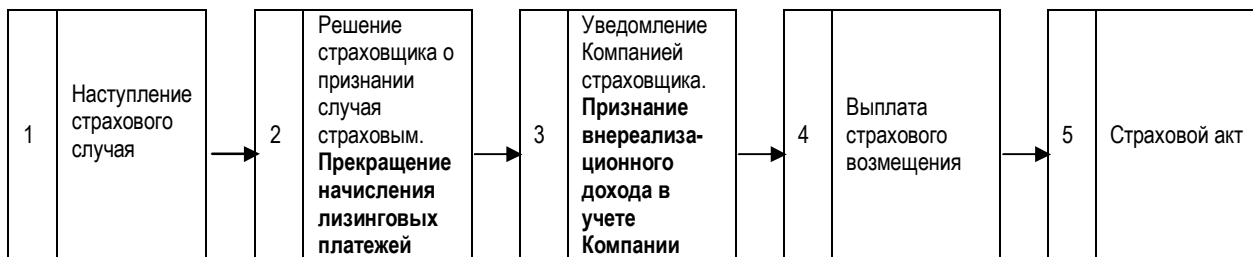 1
Наступление
страхового
случая
2
Решение
страховщика о
признании
случая
страховым.
Прекращение
начисления
лизинговых
платежей
3
Уведомление
Компанией
страховщика.
Признание
внереализа-
ционного
дохода в
учете
Компании
4
Выплата
страхового
возмещения
5
Страховой акт